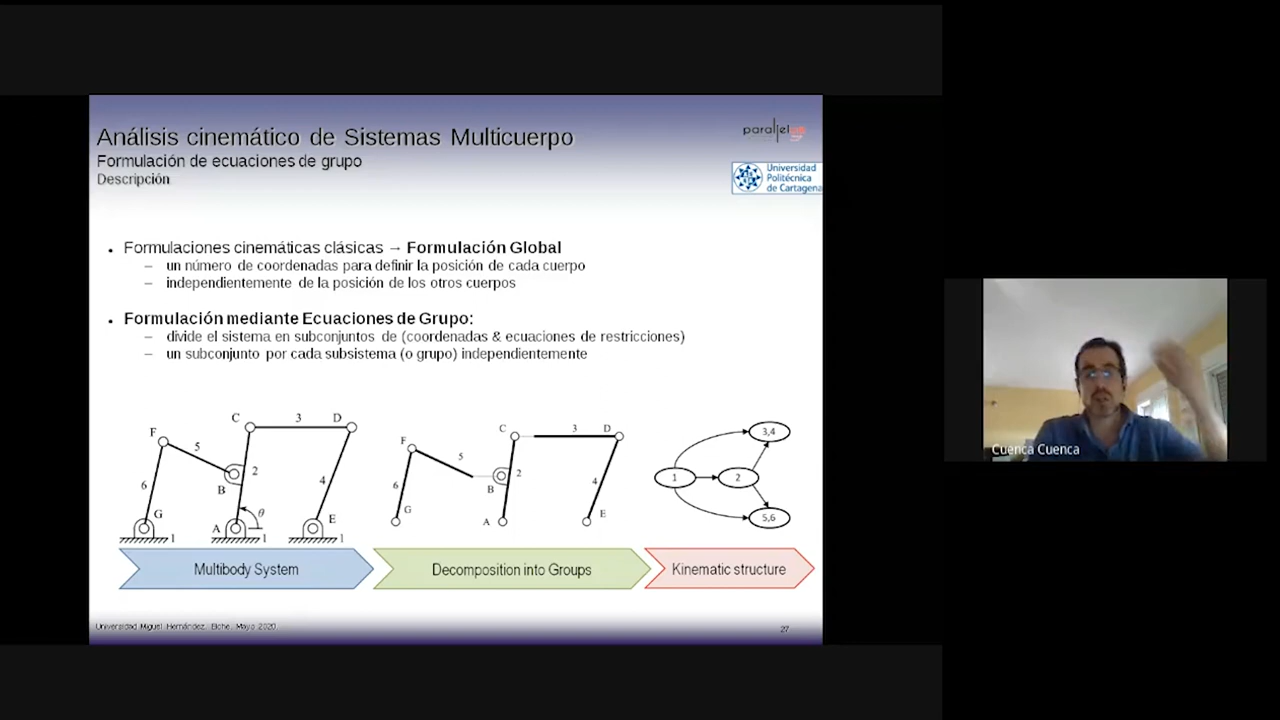 Análisis cinemático de Sistemas Multicuerpo
Formulación de ecuaciones de grupo
Descripción
parallel
Universidad
Politécnica
de Cartagena
• Formulaciones cinemáticas clásicas → Formulación Global
– un número de coordenadas para definir la posición de cada cuerpo
– independientemente de la posición de los otros cuerpos
• Formulación mediante Ecuaciones de Grupo:
– divide el sistema en subconjuntos de (coordenadas & ecuaciones de restricciones)
– un subconjunto por cada subsistema (o grupo) independientemente
C 3 D
F 5 2
B
6 4
G A θ E
1 1 1
C 3 D
F 5 2
B
6 4
G A E
3,4
1 2
5,6
Multibody System
Decomposition into Groups
Kinematic structure
Universidad Miguel Hernández. Elche. Mayo 2020.
27
Cuenca Cuenca